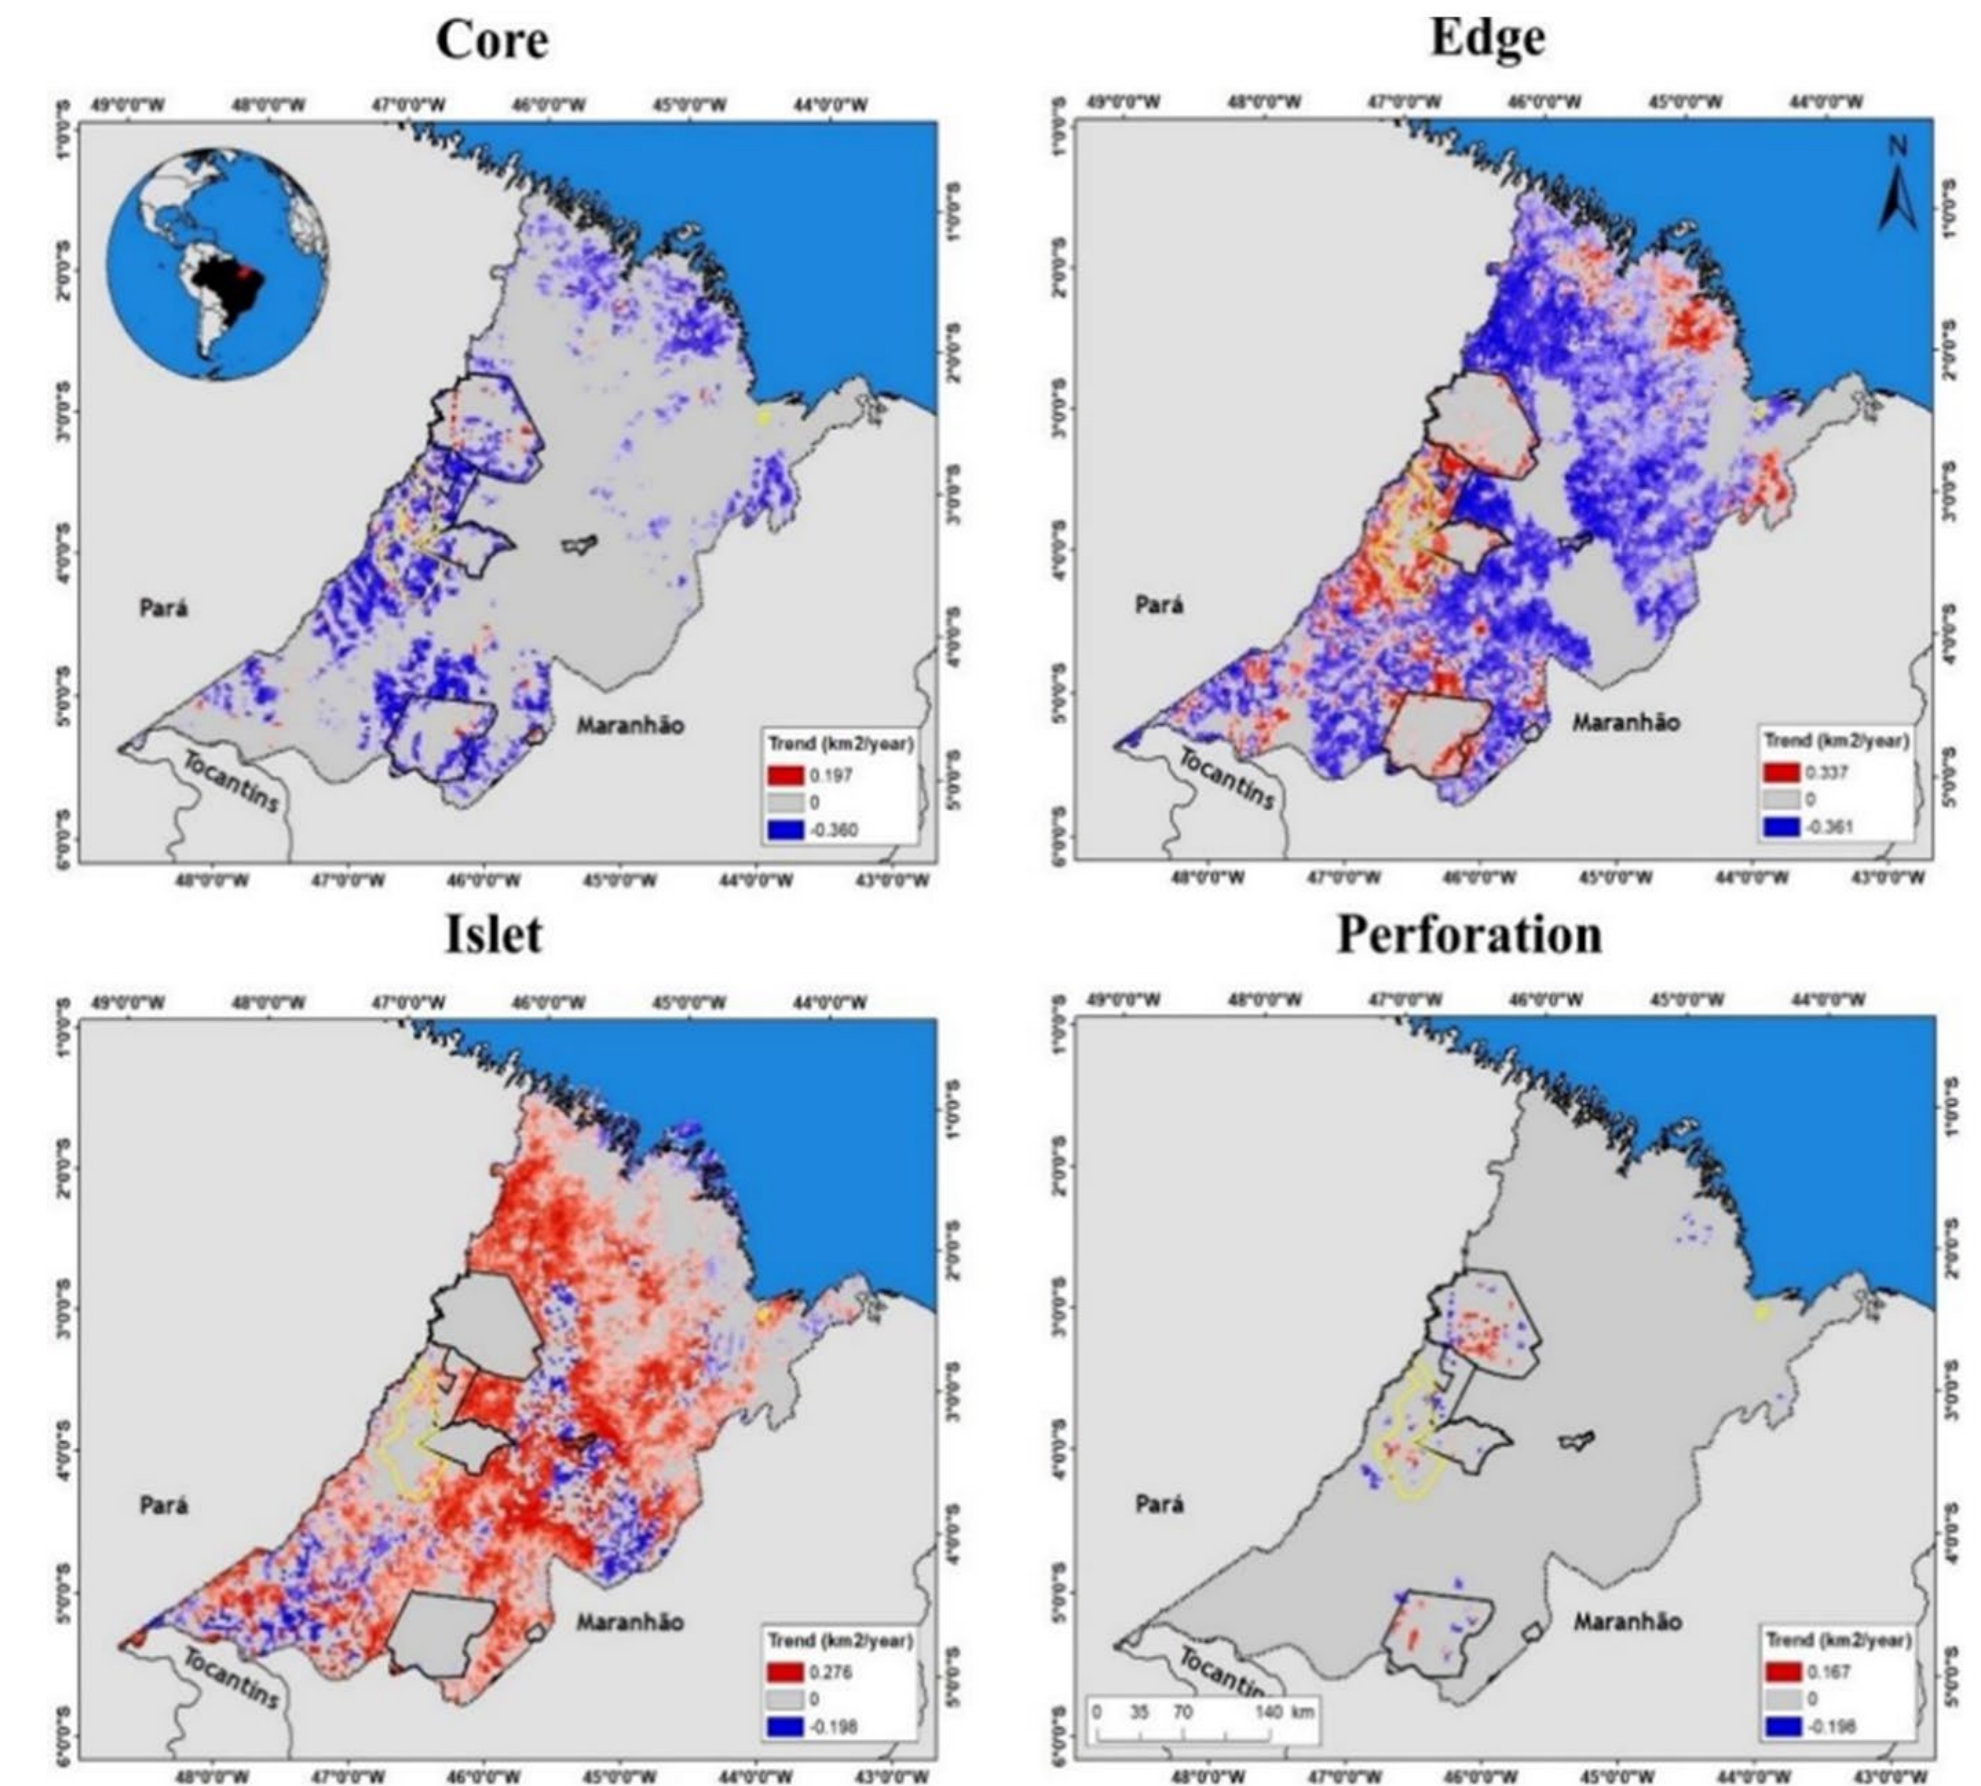 Core
49°0'0"W 48°0'0"W 47°0'0"W 46°0'0"W 45°0'0"W 44°0'0"W
1°0'0"S 2°0'0"S 3°0'0"S 4°0'0"S 5°0'0"S 6°0'0"S
1°0'0"S 2°0'0"S 3°0'0"S 4°0'0"S 5°0'0"S
Pará
Maranhão
Tocantins
Trend (km2/year)
0.197
0
-0.360
48°0'0"W 47°0'0"W 46°0'0"W 45°0'0"W 44°0'0"W 43°0'0"W
Edge
49°0'0"W 48°0'0"W 47°0'0"W 46°0'0"W 45°0'0"W 44°0'0"W
1°0'0"S 2°0'0"S 3°0'0"S 4°0'0"S 5°0'0"S 6°0'0"S
1°0'0"S 2°0'0"S 3°0'0"S 4°0'0"S 5°0'0"S
N
Pará
Maranhão
Tocantins
Trend (km2/year)
0.337
0
-0.361
48°0'0"W 47°0'0"W 46°0'0"W 45°0'0"W 44°0'0"W 43°0'0"W
Islet
49°0'0"W 48°0'0"W 47°0'0"W 46°0'0"W 45°0'0"W 44°0'0"W
1°0'0"S 2°0'0"S 3°0'0"S 4°0'0"S 5°0'0"S 6°0'0"S
1°0'0"S 2°0'0"S 3°0'0"S 4°0'0"S 5°0'0"S
Pará
Maranhão
Tocantins
Trend (km2/year)
0.276
0
-0.198
48°0'0"W 47°0'0"W 46°0'0"W 45°0'0"W 44°0'0"W 43°0'0"W
Perforation
49°0'0"W 48°0'0"W 47°0'0"W 46°0'0"W 45°0'0"W 44°0'0"W
1°0'0"S 2°0'0"S 3°0'0"S 4°0'0"S 5°0'0"S 6°0'0"S
1°0'0"S 2°0'0"S 3°0'0"S 4°0'0"S 5°0'0"S
Pará
Maranhão
Tocantin
Trend (km2/year)
0.167
0
-0.198
0 35 70 140 km
48°0'0"W 47°0'0"W 46°0'0"W 45°0'0"W 44°0'0"W 43°0'0"W